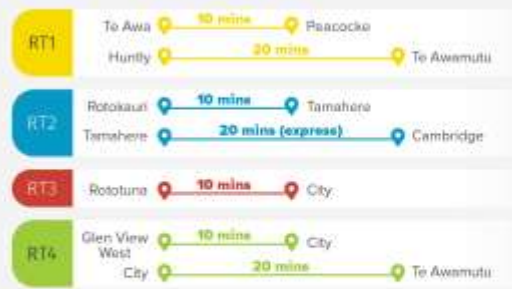 RT1
Te Awa 10 mins Peacocke
Huntly 20 mins Te Awamutu
RT2
Rotokauri 10 mins Tamahere
Tamahere 20 mins (express) Cambridge
RT3
Rototuna 10 mins City
RT4
Glen View
West 10 mins City
City 20 mins Te Awamutu